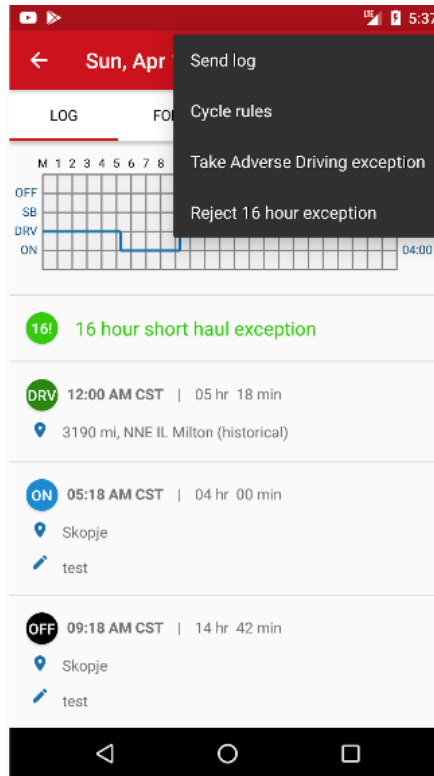 LTE 5:37
Sun, Apr
Send log
Cycle rules
Take Adverse Driving exception
Reject 16 hour exception
LOG
M 1 2 3 4 5 6 7 8
OFF
SB
DRV
ON 04:00
16! 16 hour short haul exception
DRV 12:00 AM CST | 05 hr 18 min
3190 mi, NNE IL Milton (historical)
ON 05:18 AM CST | 04 hr 00 min
Skopje
test
OFF 09:18 AM CST | 14 hr 42 min
Skopje
test